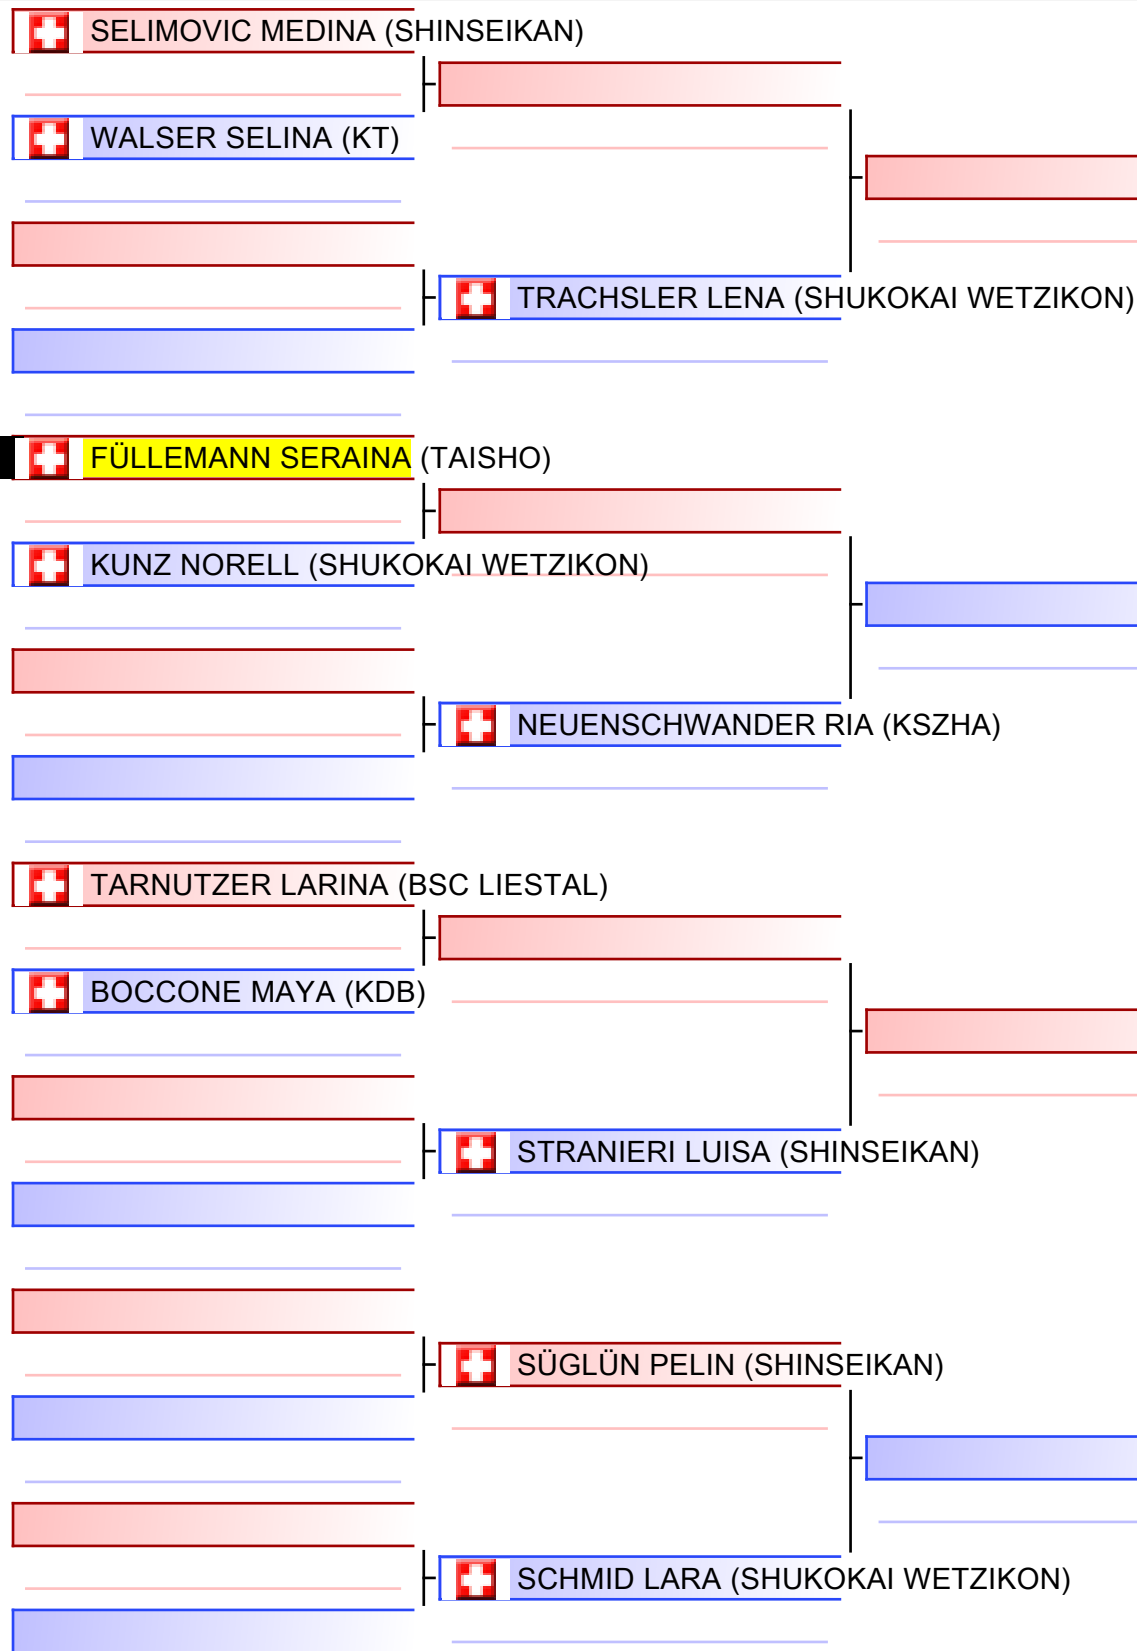 SELIMOVIC MEDINA (SHINSEIKAN)
WALSER SELINA (KT)
TRACHSLER LENA (SHUKOKAI WETZIKON)
FÜLLEMANN SERAINA (TAISHO)
KUNZ NORELL (SHUKOKAI WETZIKON)
NEUENSCHWANDER RIA (KSZHA)
TARNUTZER LARINA (BSC LIESTAL)
BOCCONE MAYA (KDB)
STRANIERI LUISA (SHINSEIKAN)
SÜGLÜN PELIN (SHINSEIKAN)
SCHMID LARA (SHUKOKAI WETZIKON)